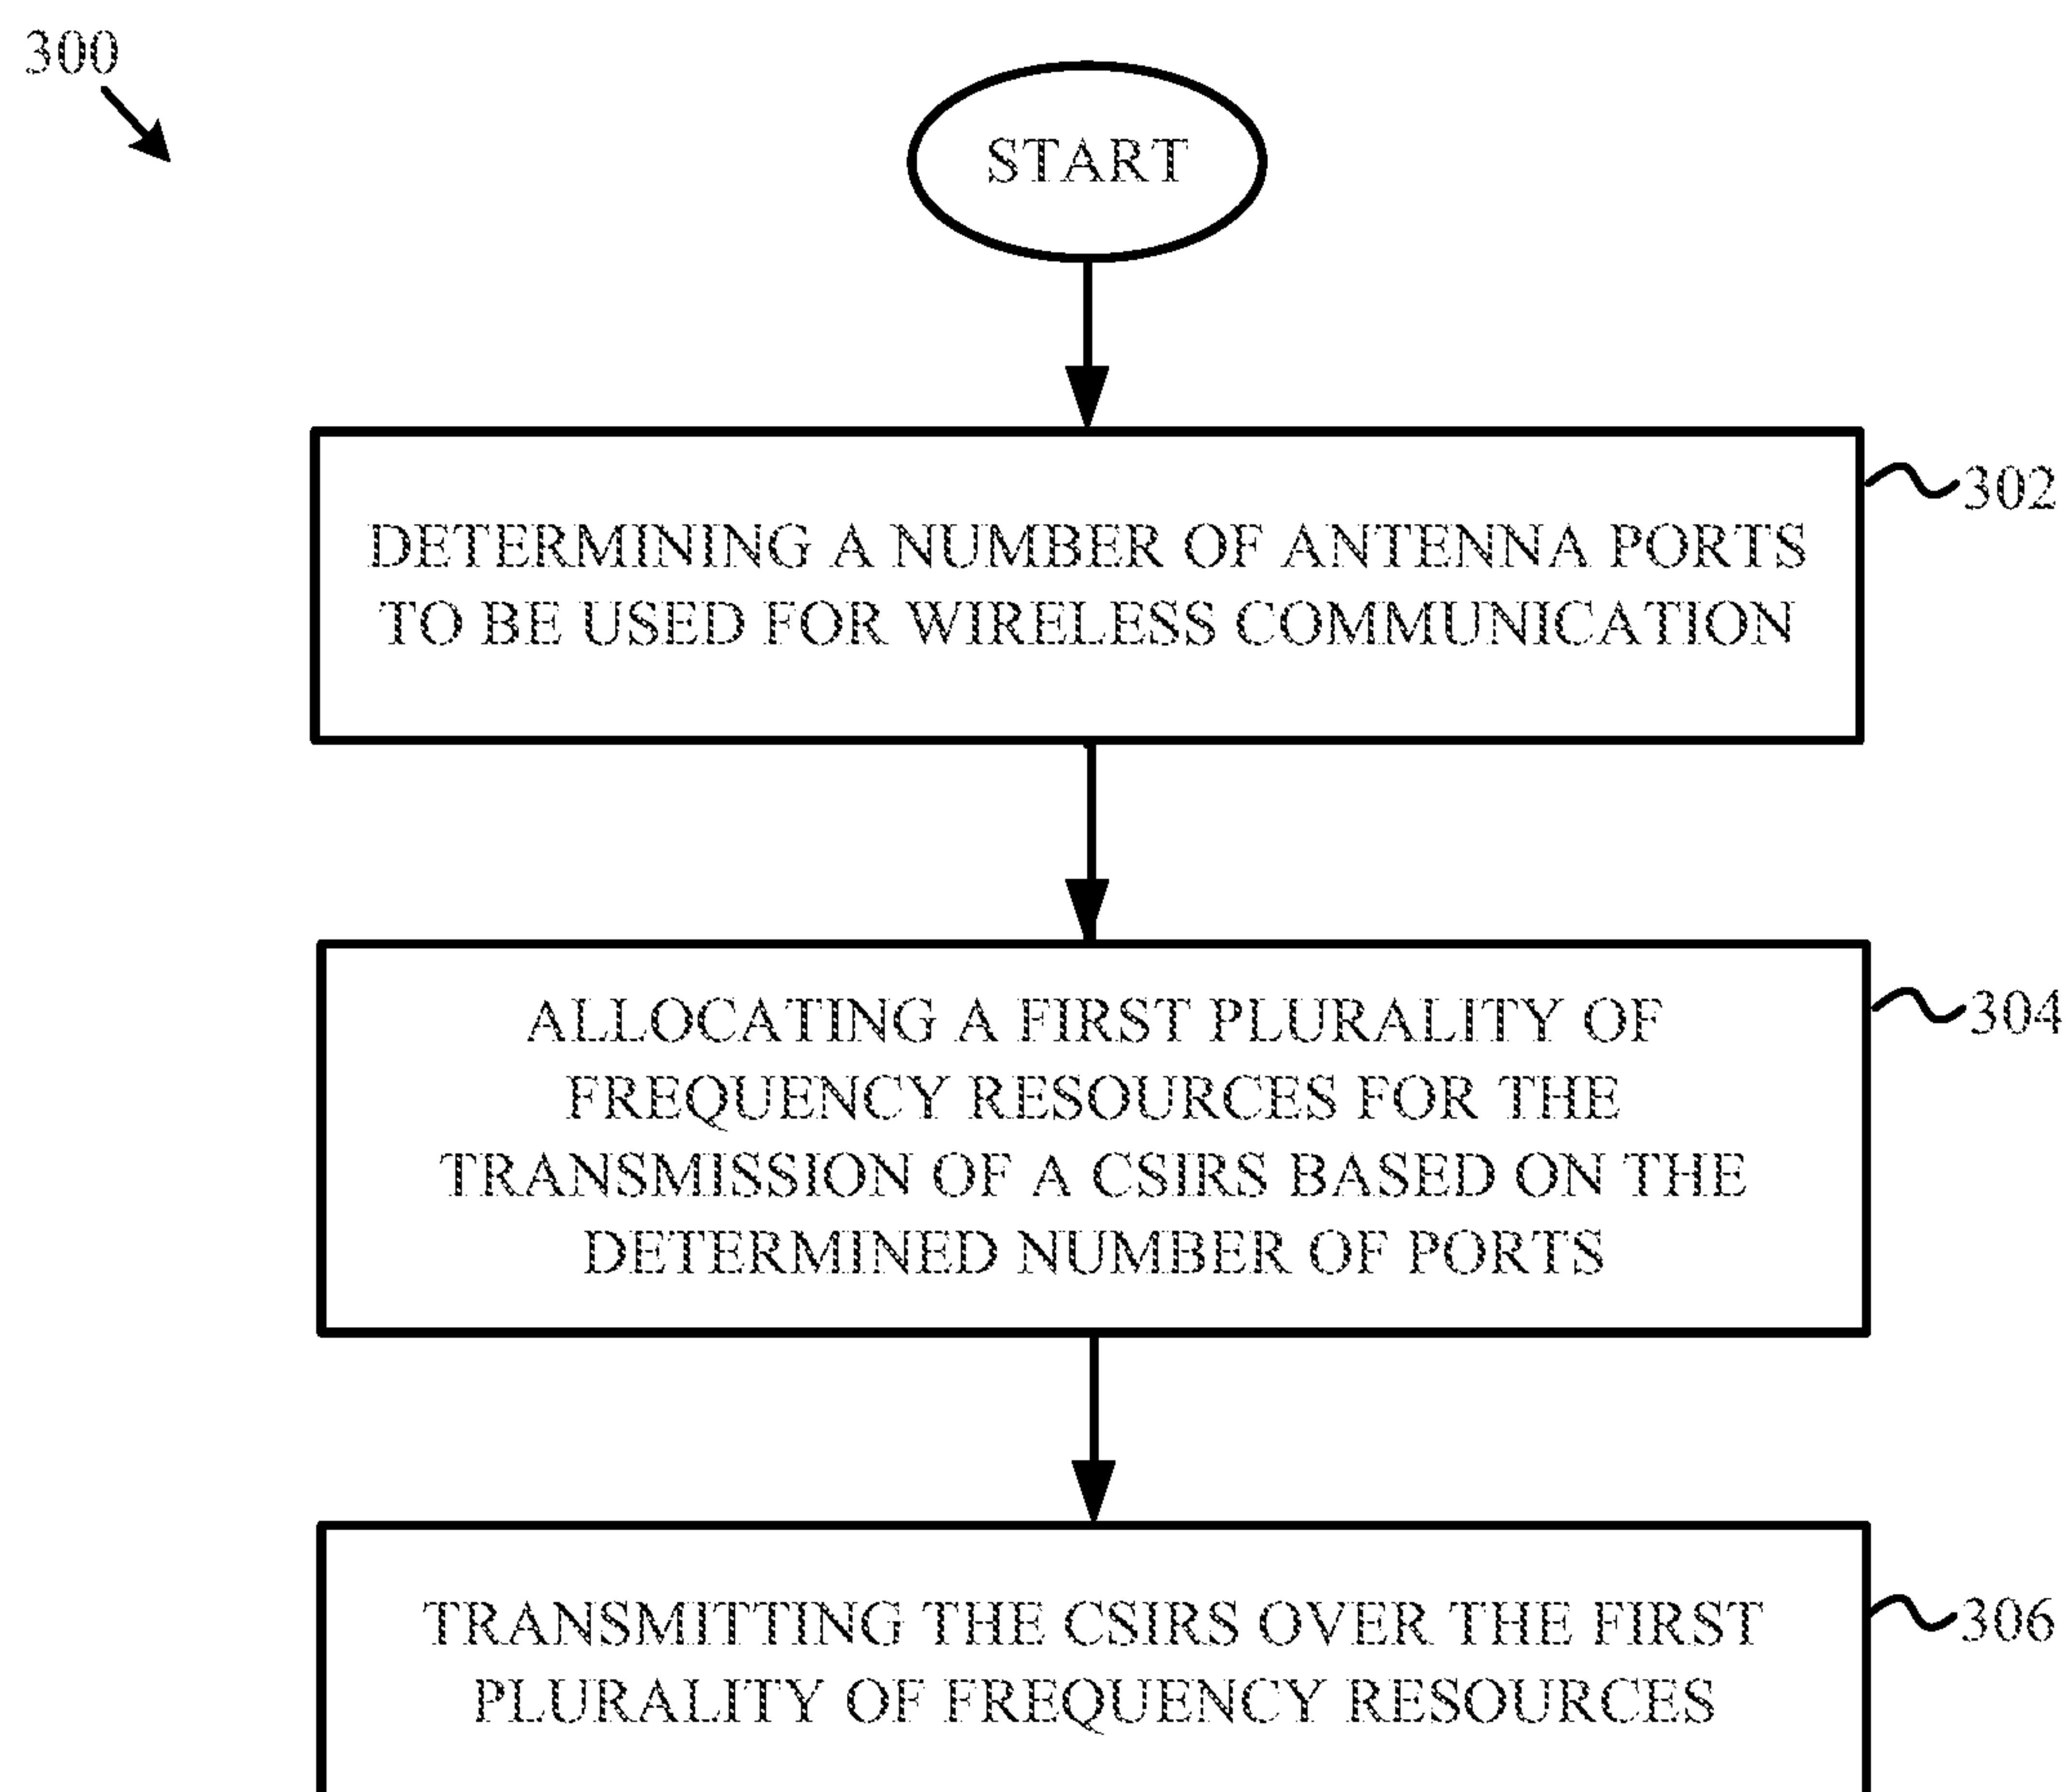 300
START
302
DETERMINING A NUMBER OF ANTENNA PORTS
TO BE USED FOR WIRELESS COMMUNICATION
304
ALLOCATING A FIRST PLURALITY OF
FREQUENCY RESOURCES FOR THE
TRANSMISSION OF A CSIRS BASED ON THE
DETERMINED NUMBER OF PORTS
306
TRANSMITTING THE CSIRS OVER THE FIRST
PLURALITY OF FREQUENCY RESOURCES